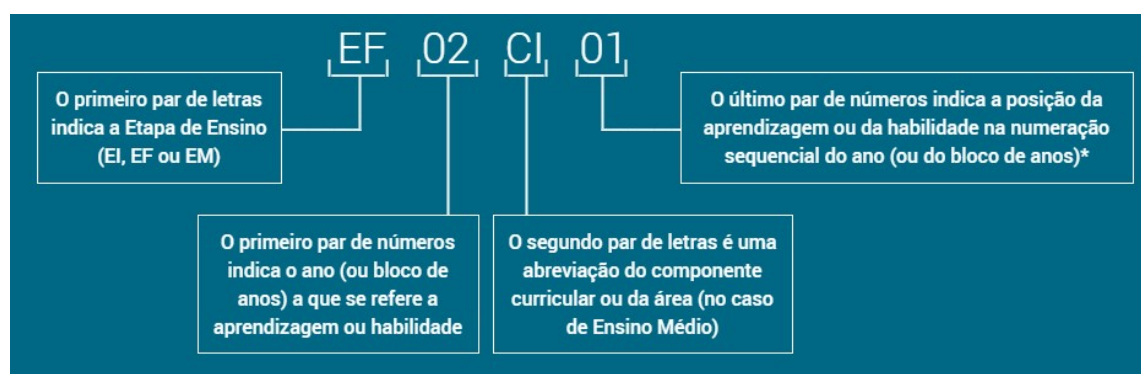 EF 02 CI 01
O primeiro par de letras
indica a Etapa de Ensino
(EI, EF ou EM)
O último par de números indica a posição da
aprendizagem ou da habilidade na numeração
sequencial do ano (ou do bloco de anos)*
O primeiro par de números
indica o ano (ou bloco de
anos) a que se refere a
aprendizagem ou habilidade
O segundo par de letras é uma
abreviação do componente
curricular ou da área (no caso
de Ensino Médio)